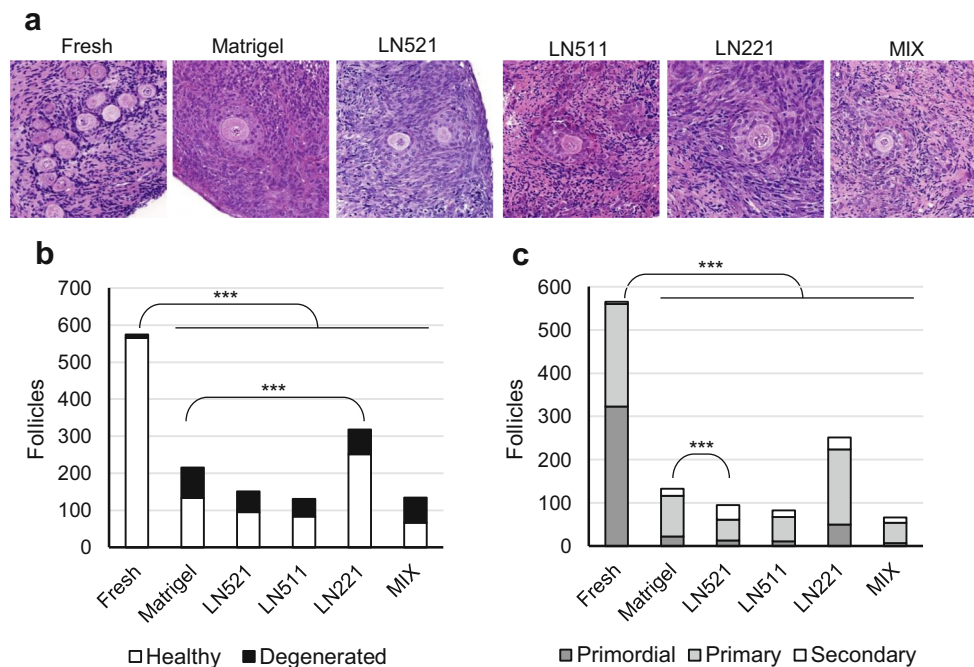 a
Fresh
Matrigel
LN521
LN511
LN221
MIX
b
700
600
500
400
300
200
100
0
Follicles
***
***
Fresh
Matrigel
LN521
LN511
LN221
MIX
Healthy
Degenerated
c
600
500
400
300
200
100
0
Follicles
***
***
Fresh
Matrigel
LN521
LN511
LN221
MIX
Primordial
Primary
Secondary